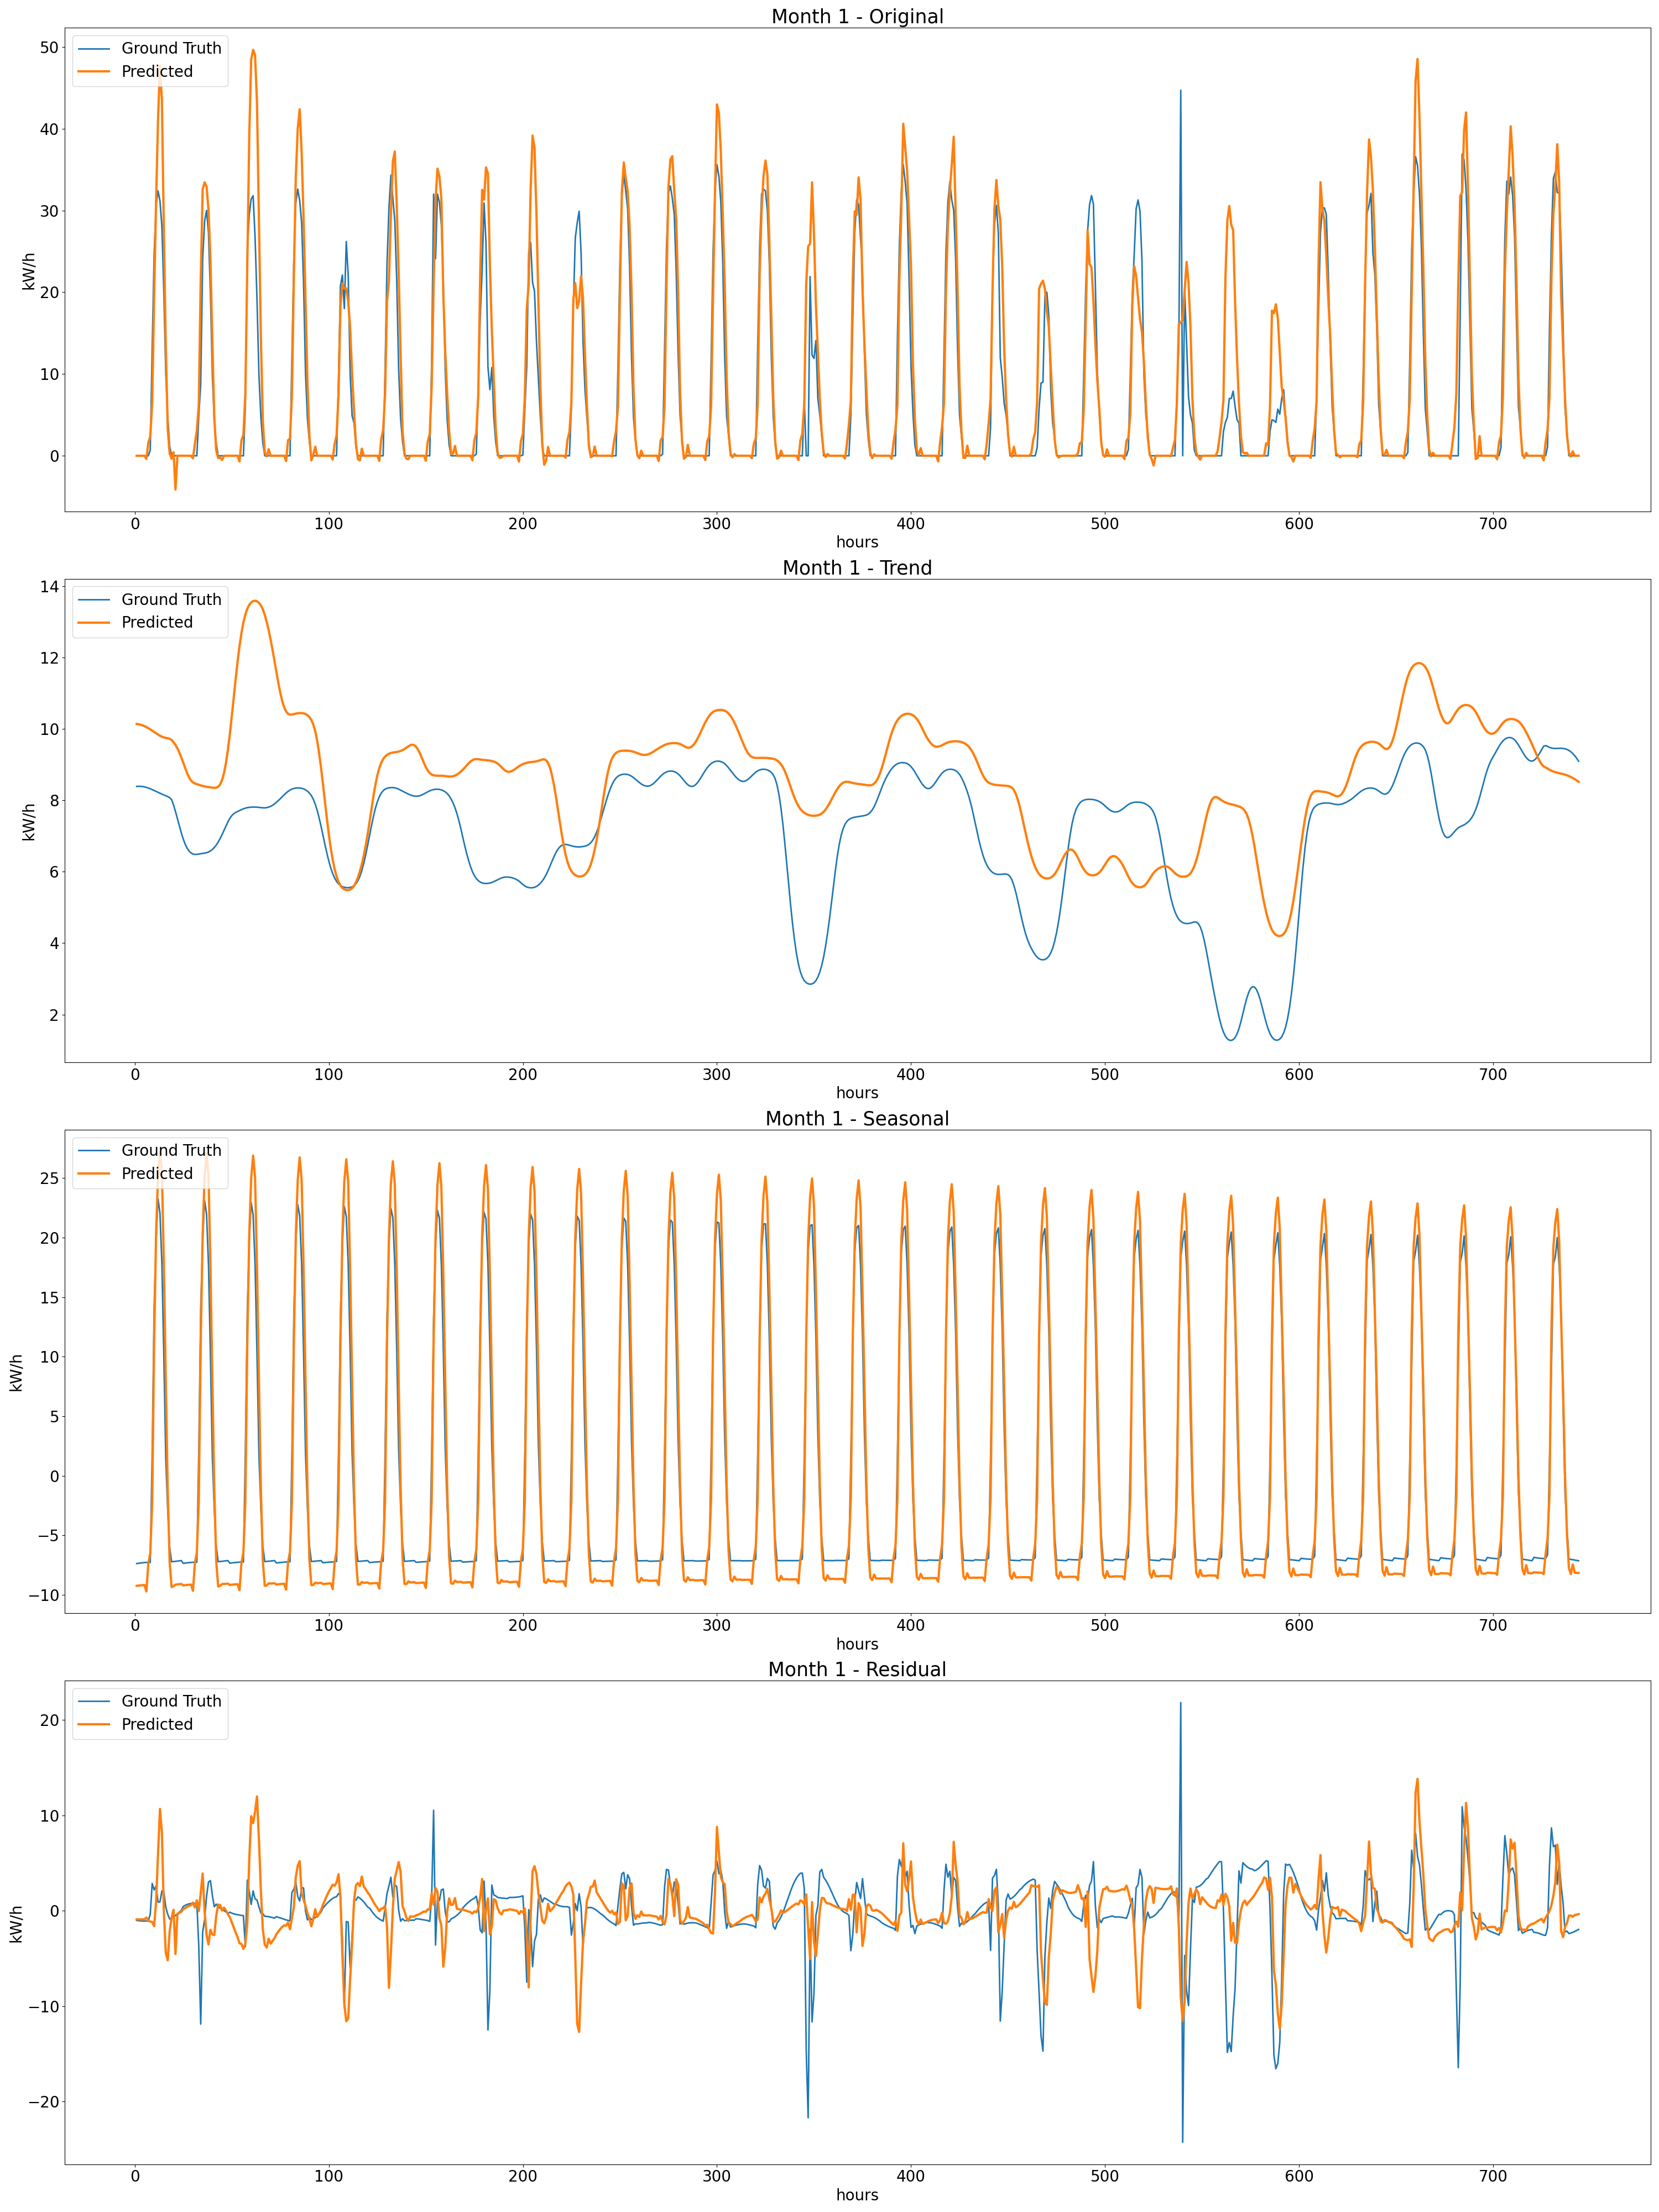 Month 1 - Original
Ground Truth
Predicted
kW/h
50
40
30
20
10
0
0 100 200 300 400 500 600 700
hours
Month 1 - Trend
Ground Truth
Predicted
kW/h
14
12
10
8
6
4
2
0 100 200 300 400 500 600 700
hours
Month 1 - Seasonal
Ground Truth
Predicted
kW/h
25
20
15
10
5
0
−5
−10
0 100 200 300 400 500 600 700
hours
Month 1 - Residual
Ground Truth
Predicted
kW/h
20
10
0
−10
−20
0 100 200 300 400 500 600 700
hours